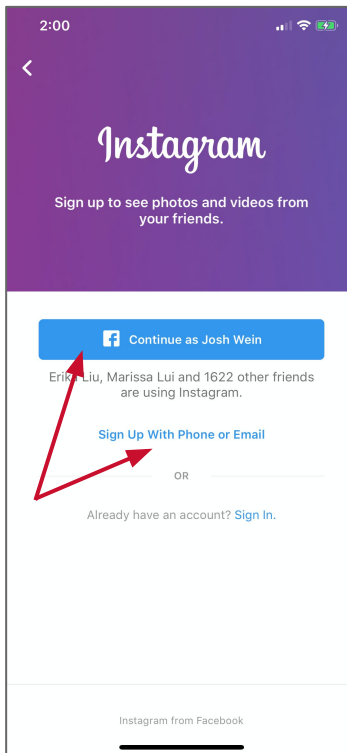 2:00
Instagram
Sign up to see photos and videos from
your friends.
Continue as Josh Wein
Erika Liu, Marissa Lui and 1622 other friends
are using Instagram.
Sign Up With Phone or Email
OR
Already have an account? Sign In.
Instagram from Facebook